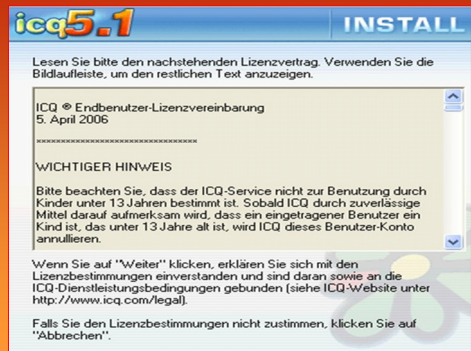 icq5.1
INSTALL
Lesen Sie bitte den nachstehenden Lizenzvertrag. Verwenden Sie die
Bildlaufleiste, um den restlichen Text anzuzeigen.
ICQ ® Endbenutzer-Lizenzvereinbarung
5. April 2006
********************************
WICHTIGER HINWEIS
Bitte beachten Sie, dass der ICQ-Service nicht zur Benutzung durch
Kinder unter 13 Jahren bestimmt ist. Sobald ICQ durch zuverlässige
Mittel darauf aufmerksam wird, dass ein eingetragener Benutzer ein
Kind ist, das unter 13 Jahre alt ist, wird ICQ dieses Benutzer-Konto
annullieren.
Wenn Sie auf "Weiter" klicken, erklären Sie sich mit den
Lizenzbestimmungen einverstanden und sind daran sowie an die
ICQ-Dienstleistungsbedingungen gebunden (siehe ICQ-Website unter
http://www.icq.com/legal).
Falls Sie den Lizenzbestimmungen nicht zustimmen, klicken Sie auf
"Abbrechen".